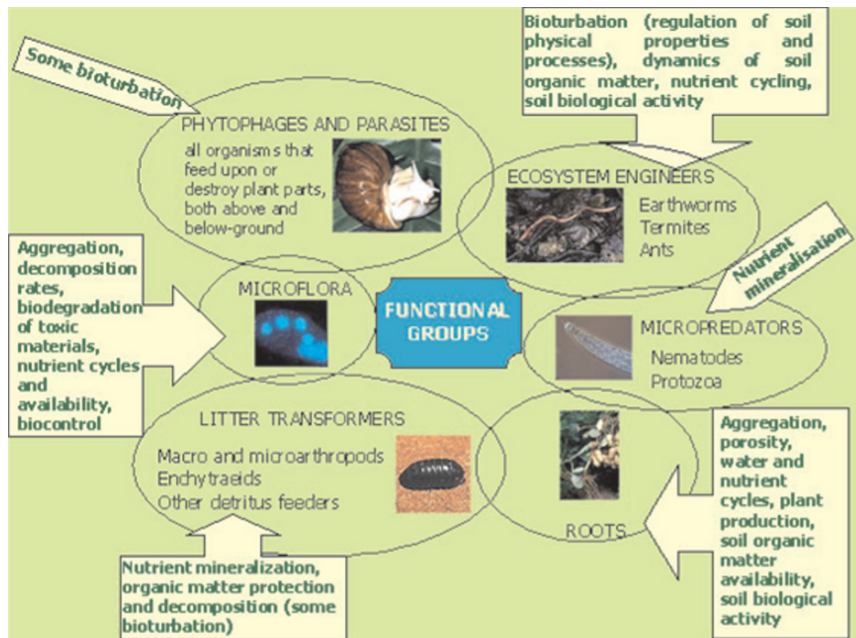 Some bioturbation
Bioturbation (regulation of soil
physical properties and
processes), dynamics of soil
organic matter, nutrient cycling,
soil biological activity
PHYTOPHAGES AND PARASITES
all organisms that
feed upon or
destroy plant parts,
both above and
below-ground
ECOSYSTEM ENGINEERS
Earthworms
Termites
Ants
Aggregation,
decomposition
rates,
biodegradation
of toxic
materials,
nutrient cycles
and
availability,
biocontrol
MICROFLORA
FUNCTIONAL
GROUPS
Nutrient
mineralisation
MICROPREDATORS
Nematodes
Protozoa
LITTER TRANSFORMERS
Macro and microarthropods
Enchytraeids
Other detritus feeders
ROOTS
Aggregation,
porosity,
water and
nutrient
cycles, plant
production,
soil organic
matter
availability,
soil biological
activity
Nutrient mineralization,
organic matter protection
and decomposition (some
bioturbation)